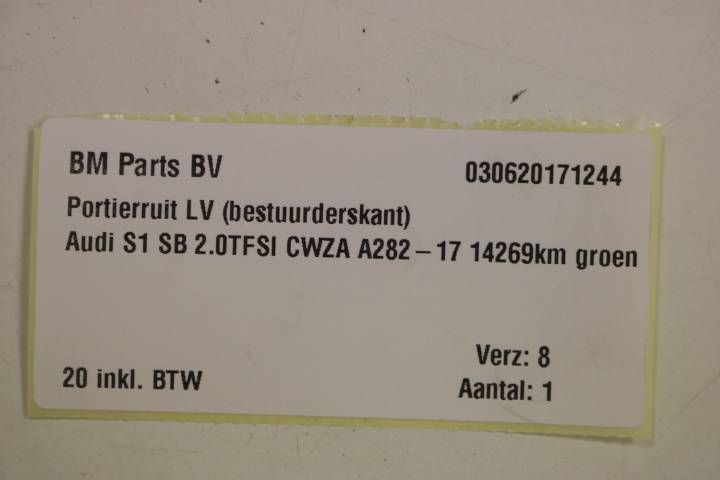 BM Parts BV 030620171244
Portierruit LV (bestuurderskant)
Audi S1 SB 2.0TFSI CWZA A282-17 14269km groen
Verz: 8
20 inkl. BTW Aantal: 1